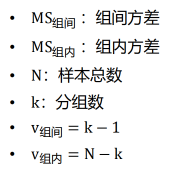 • MS组间：组间方差
• MS组内：组内方差
• N：样本总数
• k：分组数
• v组间 = k − 1
• v组内 = N − k